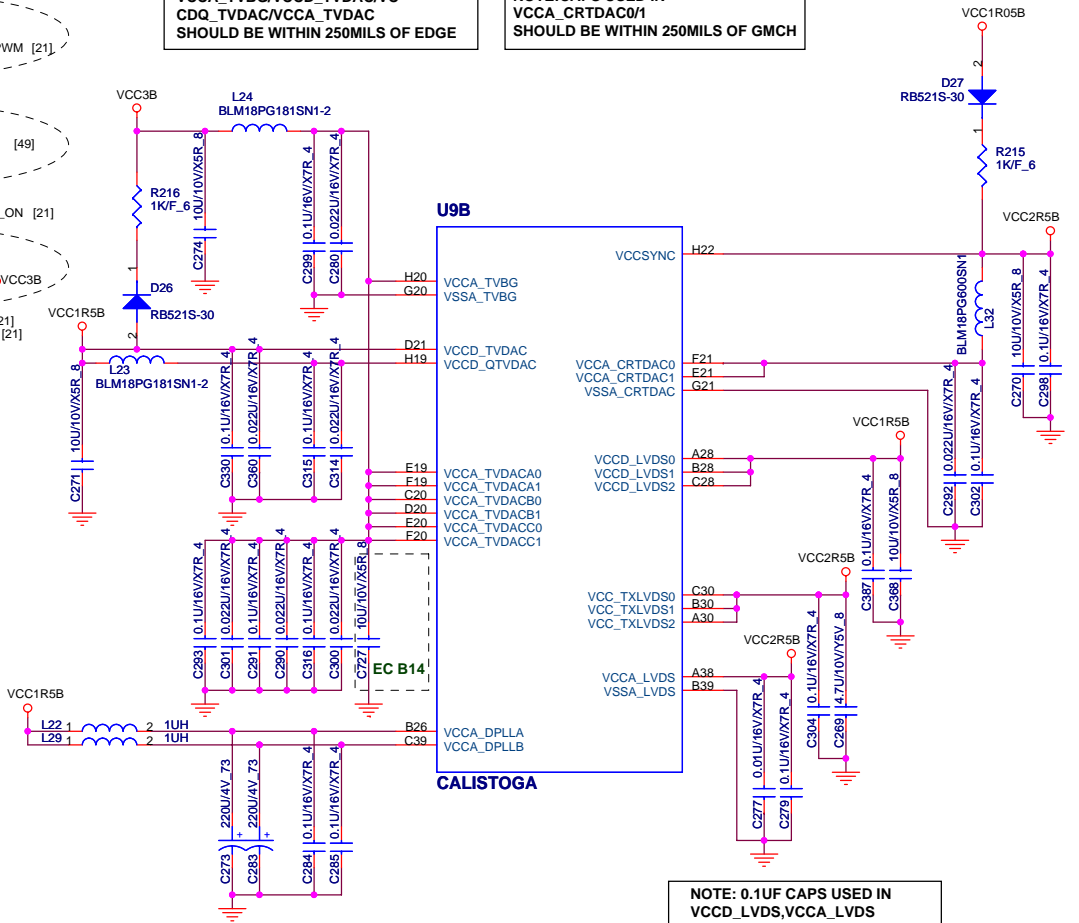 CDQ_TVDAC/VCCA_TVDAC
SHOULD BE WITHIN 250MILS OF EDGE
VCCA_CRTDAC0/1
SHOULD BE WITHIN 250MILS OF GMCH
VCC1R05B
PWM [21]
[49]
_ON [21]
VCC3B
21]
[21]
VCC3B
L24
BLM18PG181SN1-2
2
D27
RB521S-30
1
R215
1K/F_6
R216
1K/F_6
C274
10U/10V/X5R_8
C299
0.1U/16V/X7R_4
C280
0.022U/16V/X7R_4
1
D26
RB521S-30
2
VCC1R5B
L23
BLM18PG181SN1-2
C271
10U/10V/X5R_8
C330
0.1U/16V/X7R_4
C360
0.022U/16V/X7R_4
C315
0.1U/16V/X7R_4
C314
0.022U/16V/X7R_4
C293
0.1U/16V/X7R_4
C301
0.022U/16V/X7R_4
C291
0.1U/16V/X7R_4
C290
0.022U/16V/X7R_4
C316
0.1U/16V/X7R_4
C300
0.022U/16V/X7R_4
C727
10U/10V/X5R_8
EC B14
VCC1R5B
L22 1 2 1UH
L29 1 2 1UH
C273
220U/4V_73
+
C283
220U/4V_73
+
C284
0.1U/16V/X7R_4
C285
0.1U/16V/X7R_4
U9B
H20 VCCA_TVBG
G20 VSSA_TVBG
D21 VCCD_TVDAC
H19 VCCD_QTVDAC
E19 VCCA_TVDACA0
F19 VCCA_TVDACA1
C20 VCCA_TVDACB0
D20 VCCA_TVDACB1
E20 VCCA_TVDACC0
F20 VCCA_TVDACC1
B26 VCCA_DPLLA
C39 VCCA_DPLLB
CALISTOGA
VCCSYNC H22
VCCA_CRTDAC0 F21
VCCA_CRTDAC1 E21
VSSA_CRTDAC G21
VCCD_LVDS0 A28
VCCD_LVDS1 B28
VCCD_LVDS2 C28
VCC_TXLVDS0 C30
VCC_TXLVDS1 B30
VCC_TXLVDS2 A30
VCCA_LVDS A38
VSSA_LVDS B39
VCC2R5B
BLM18PG600SN1
L32
C270
10U/10V/X5R_8
C298
0.1U/16V/X7R_4
C292
0.022U/16V/X7R_4
C302
0.1U/16V/X7R_4
VCC1R5B
C387
0.1U/16V/X7R_4
C368
10U/10V/X5R_8
VCC2R5B
C304
0.1U/16V/X7R_4
C269
4.7U/10V/Y5V_8
VCC2R5B
C277
0.01U/16V/X7R_4
C279
0.1U/16V/X7R_4
NOTE: 0.1UF CAPS USED IN
VCCD_LVDS,VCCA_LVDS